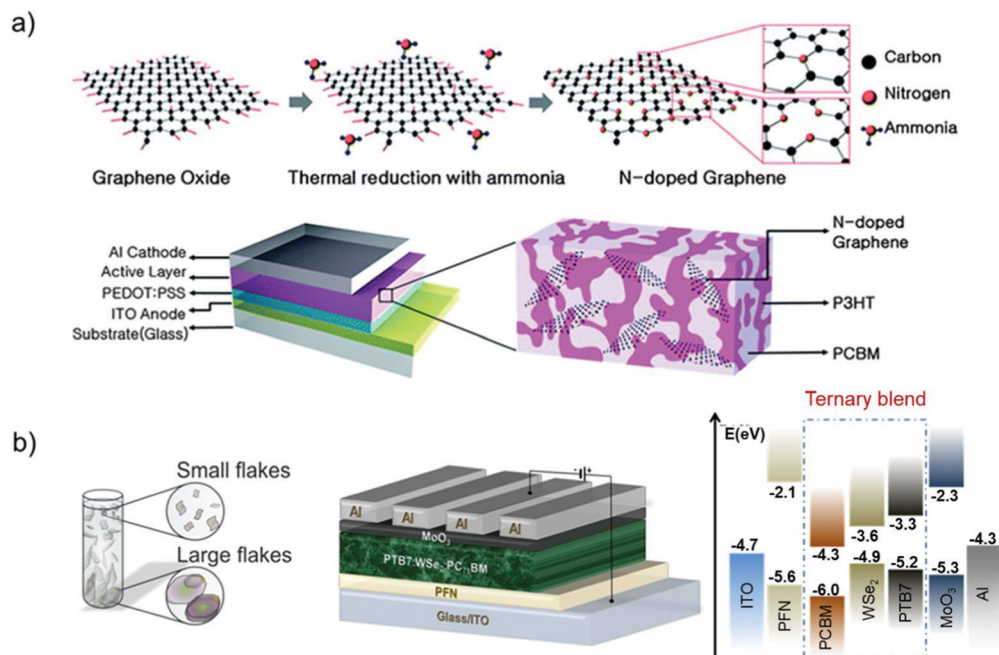 a)
Carbon
Nitrogen
Ammonia
Graphene Oxide
Thermal reduction with ammonia
N-doped Graphene
Al Cathode
Active Layer
PEDOT:PSS
ITO Anode
Substrate(Glass)
N-doped
Graphene
P3HT
PCBM
b)
Small flakes
Large flakes
- +
Al Al Al Al
MoO₃
PTB7:WSe₂:PC₇₁BM
PFN
Glass/ITO
Ternary blend
E(eV)
-2.1
-2.3
-3.3
-3.6
-4.3
-4.3
-4.7
-4.9
-5.2
-5.3
-5.6
-6.0
ITO
PFN
PCBM
WSe₂
PTB7
MoO₃
Al